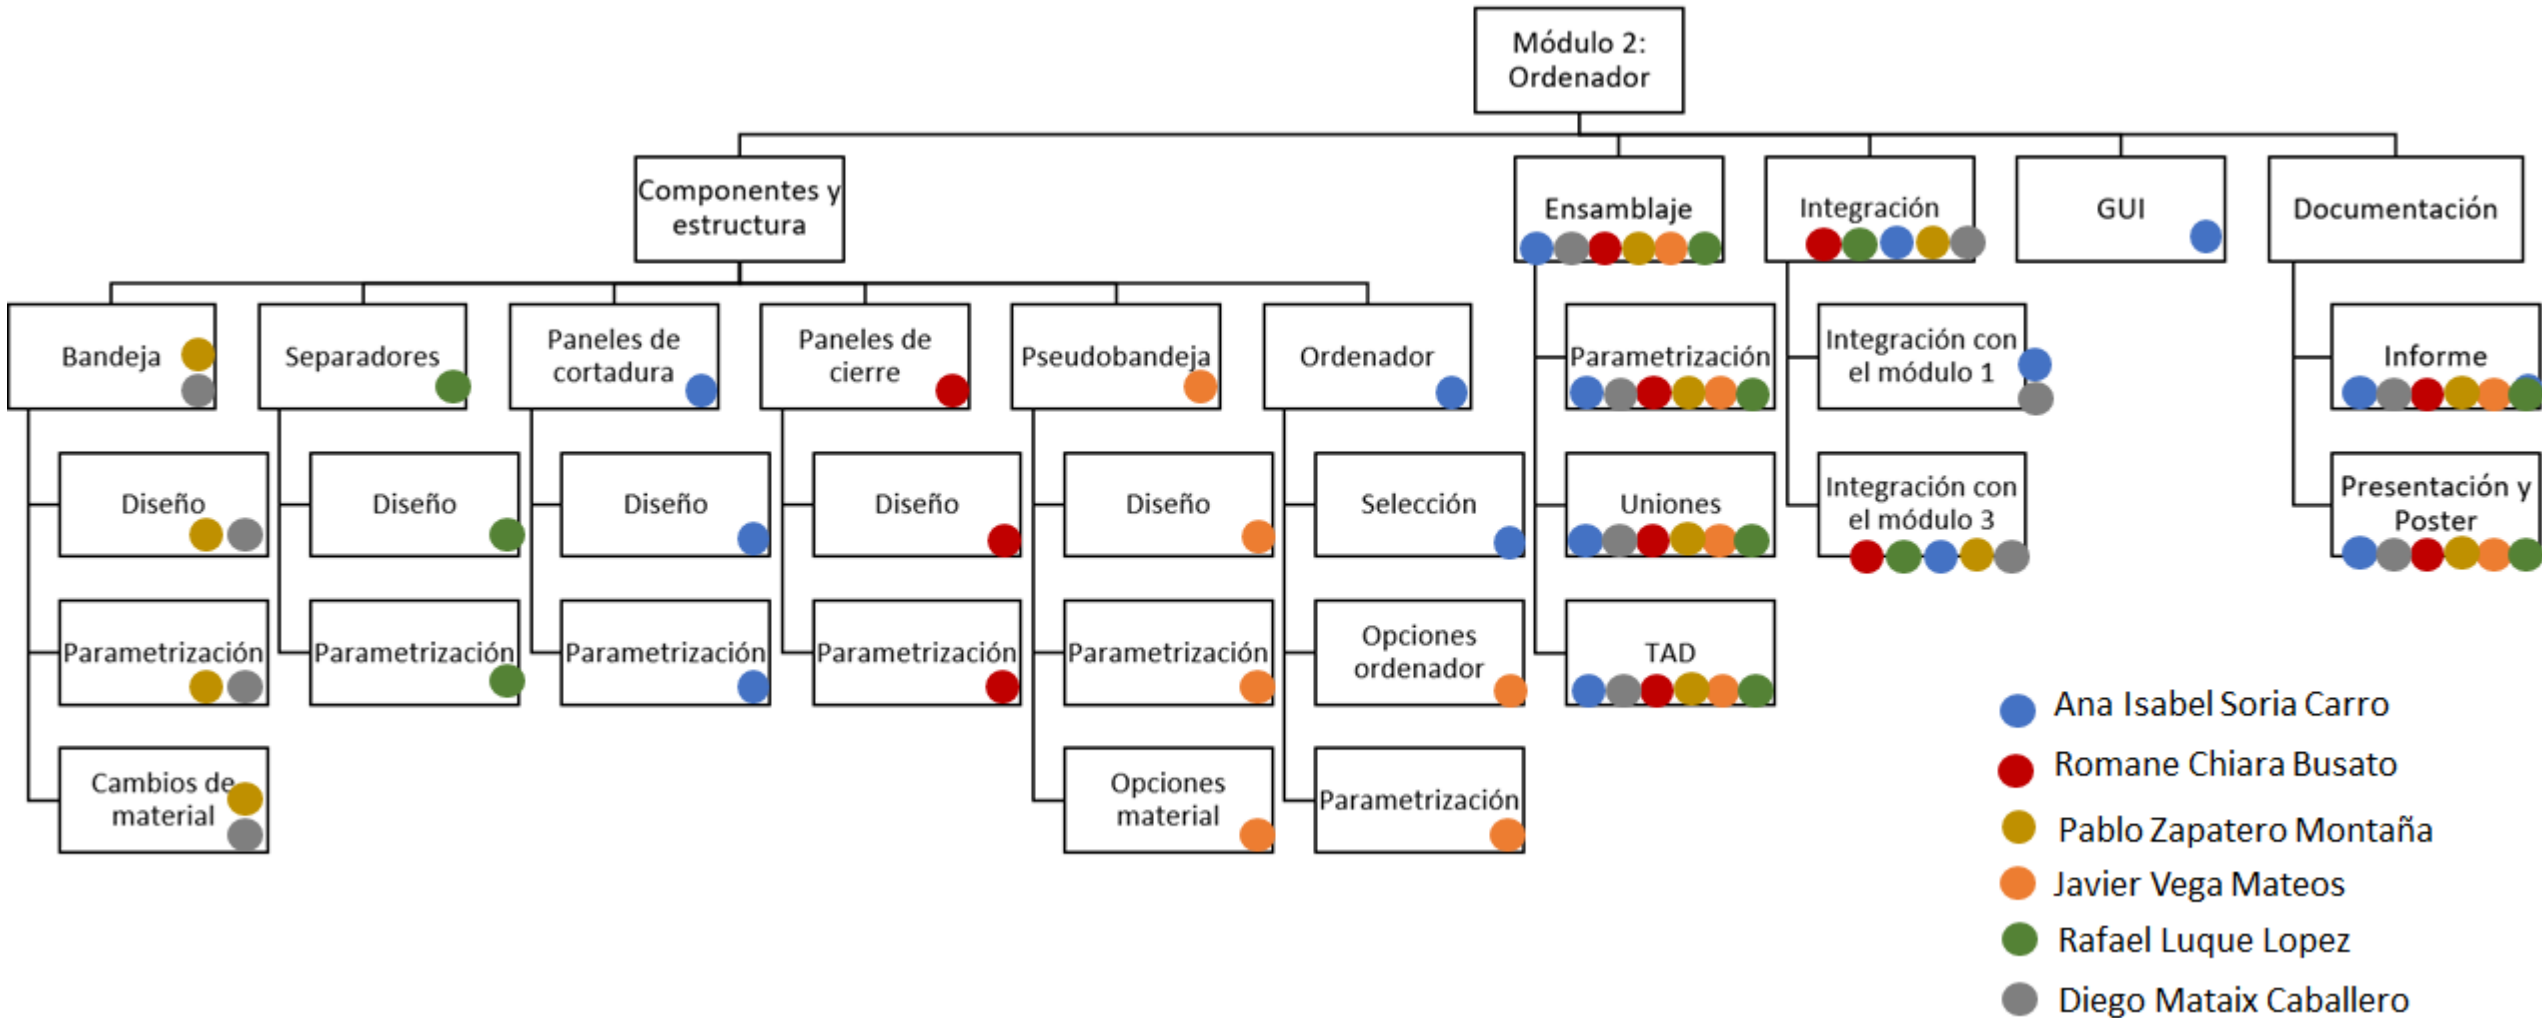 Módulo 2:
Ordenador
Componentes y
estructura
Ensamblaje
Integración
GUI
Documentación
Bandeja
Separadores
Paneles de
cortadura
Paneles de
cierre
Pseudobandeja
Ordenador
Parametrización
Integración con
el módulo 1
Informe
Diseño
Diseño
Diseño
Diseño
Diseño
Selección
Uniones
Integración con
el módulo 3
Presentación y
Poster
Parametrización
Parametrización
Parametrización
Parametrización
Parametrización
Opciones
ordenador
TAD
Cambios de
material
Opciones
material
Parametrización
Ana Isabel Soria Carro
Romane Chiara Busato
Pablo Zapatero Montaña
Javier Vega Mateos
Rafael Luque Lopez
Diego Mataix Caballero